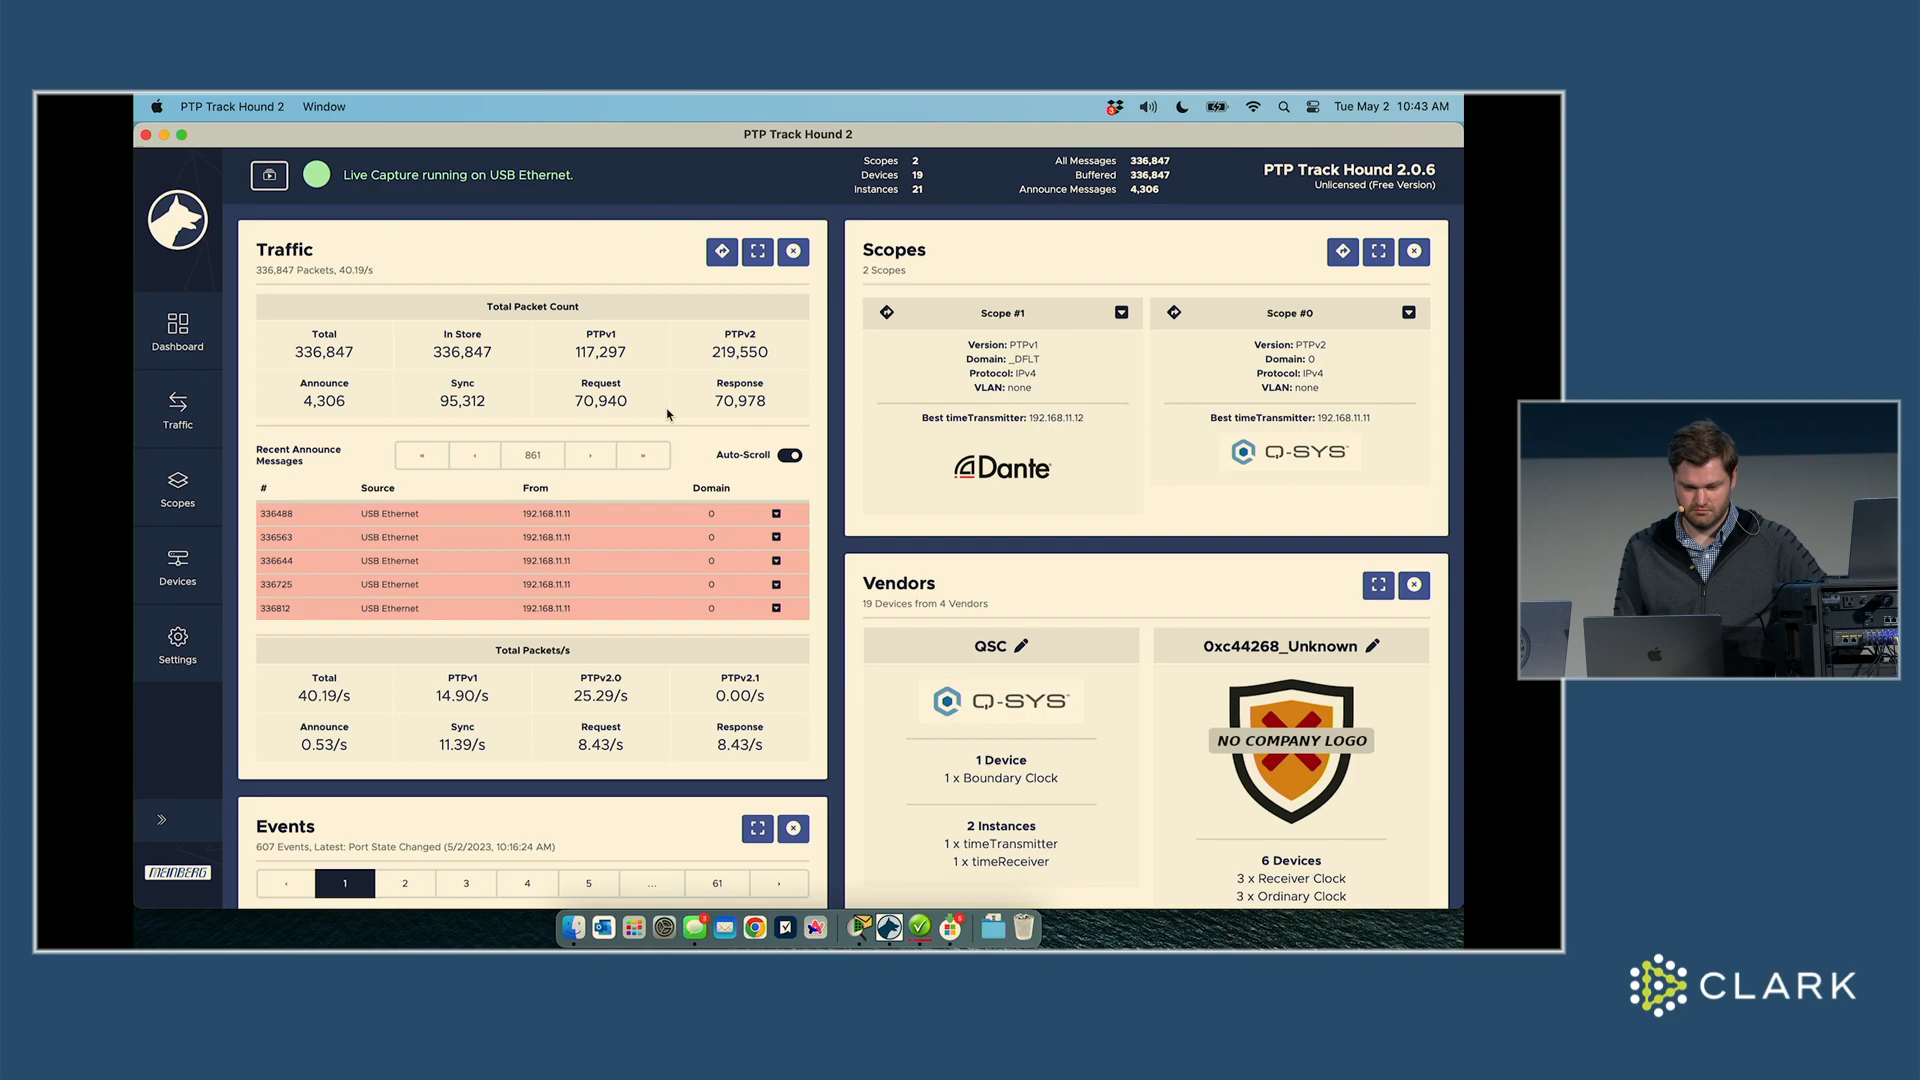 PTP Track Hound 2 Window
3
Tue May 2 10:43 AM
PTP Track Hound 2
Live Capture running on USB Ethernet.
Scopes 2
Devices 19
Instances 21
All Messages 336,847
Buffered 336,847
Announce Messages 4,306
PTP Track Hound 2.0.6
Unlicensed (Free Version)
Dashboard
Traffic
Scopes
Devices
Settings
MEINBERG
Traffic
336,847 Packets, 40.19/s
Total Packet Count
Total In Store PTPv1 PTPv2
336,847 336,847 117,297 219,550
Announce Sync Request Response
4,306 95,312 70,940 70,978
Recent Announce
Messages
« ‹ 861 › »
Auto-Scroll
# Source From Domain
336488 USB Ethernet 192.168.11.11 0
336563 USB Ethernet 192.168.11.11 0
336644 USB Ethernet 192.168.11.11 0
336725 USB Ethernet 192.168.11.11 0
336812 USB Ethernet 192.168.11.11 0
Total Packets/s
Total PTPv1 PTPv2.0 PTPv2.1
40.19/s 14.90/s 25.29/s 0.00/s
Announce Sync Request Response
0.53/s 11.39/s 8.43/s 8.43/s
Events
607 Events, Latest: Port State Changed (5/2/2023, 10:16:24 AM)
‹ 1 2 3 4 5 ... 61 ›
Scopes
2 Scopes
Scope #1
Version: PTPv1
Domain: _DFLT
Protocol: IPv4
VLAN: none
Best timeTransmitter: 192.168.11.12
Dante
Scope #0
Version: PTPv2
Domain: 0
Protocol: IPv4
VLAN: none
Best timeTransmitter: 192.168.11.11
Q-SYS
Vendors
19 Devices from 4 Vendors
QSC
Q-SYS
1 Device
1 x Boundary Clock
2 Instances
1 x timeTransmitter
1 x timeReceiver
0xc44268_Unknown
NO COMPANY LOGO
6 Devices
3 x Receiver Clock
3 x Ordinary Clock
CLARK